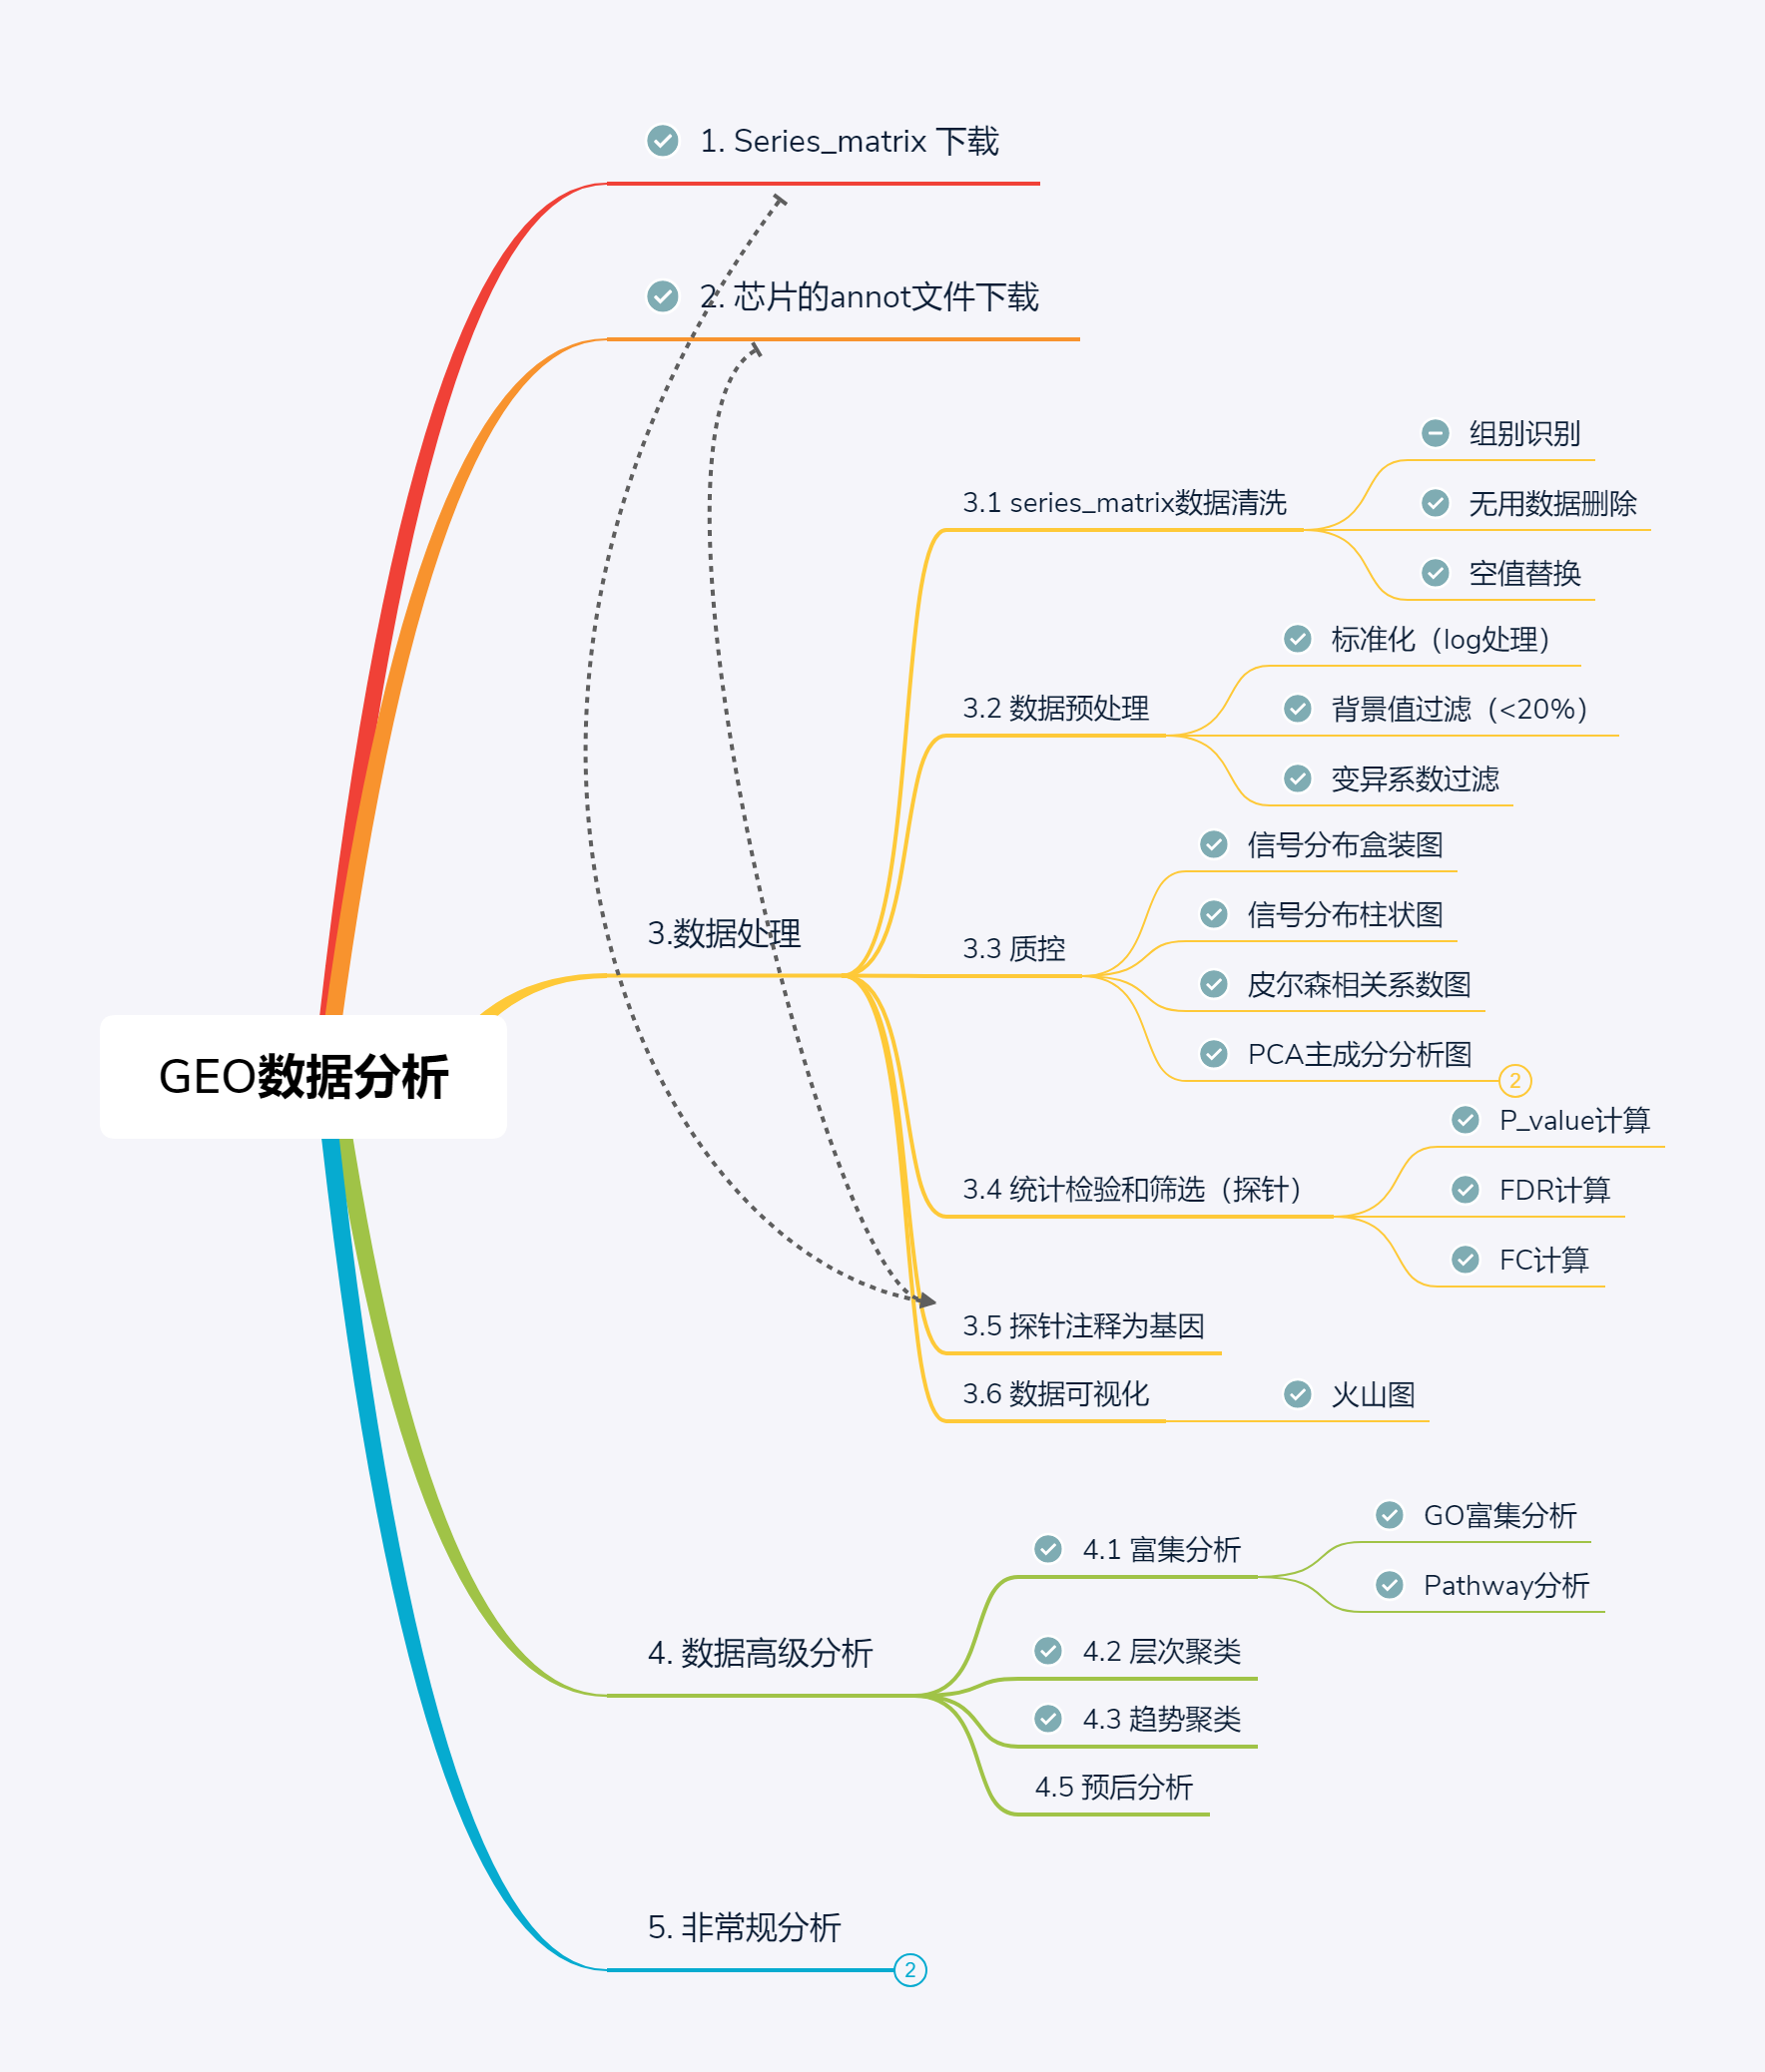 GEO数据分析
1. Series_matrix 下载
2. 芯片的annot文件下载
3.数据处理
3.1 series_matrix数据清洗
组别识别
无用数据删除
空值替换
3.2 数据预处理
标准化（log处理）
背景值过滤（<20%）
变异系数过滤
3.3 质控
信号分布盒装图
信号分布柱状图
皮尔森相关系数图
PCA主成分分析图
2
3.4 统计检验和筛选（探针）
P_value计算
FDR计算
FC计算
3.5 探针注释为基因
3.6 数据可视化
火山图
4. 数据高级分析
4.1 富集分析
GO富集分析
Pathway分析
4.2 层次聚类
4.3 趋势聚类
4.5 预后分析
5. 非常规分析
2